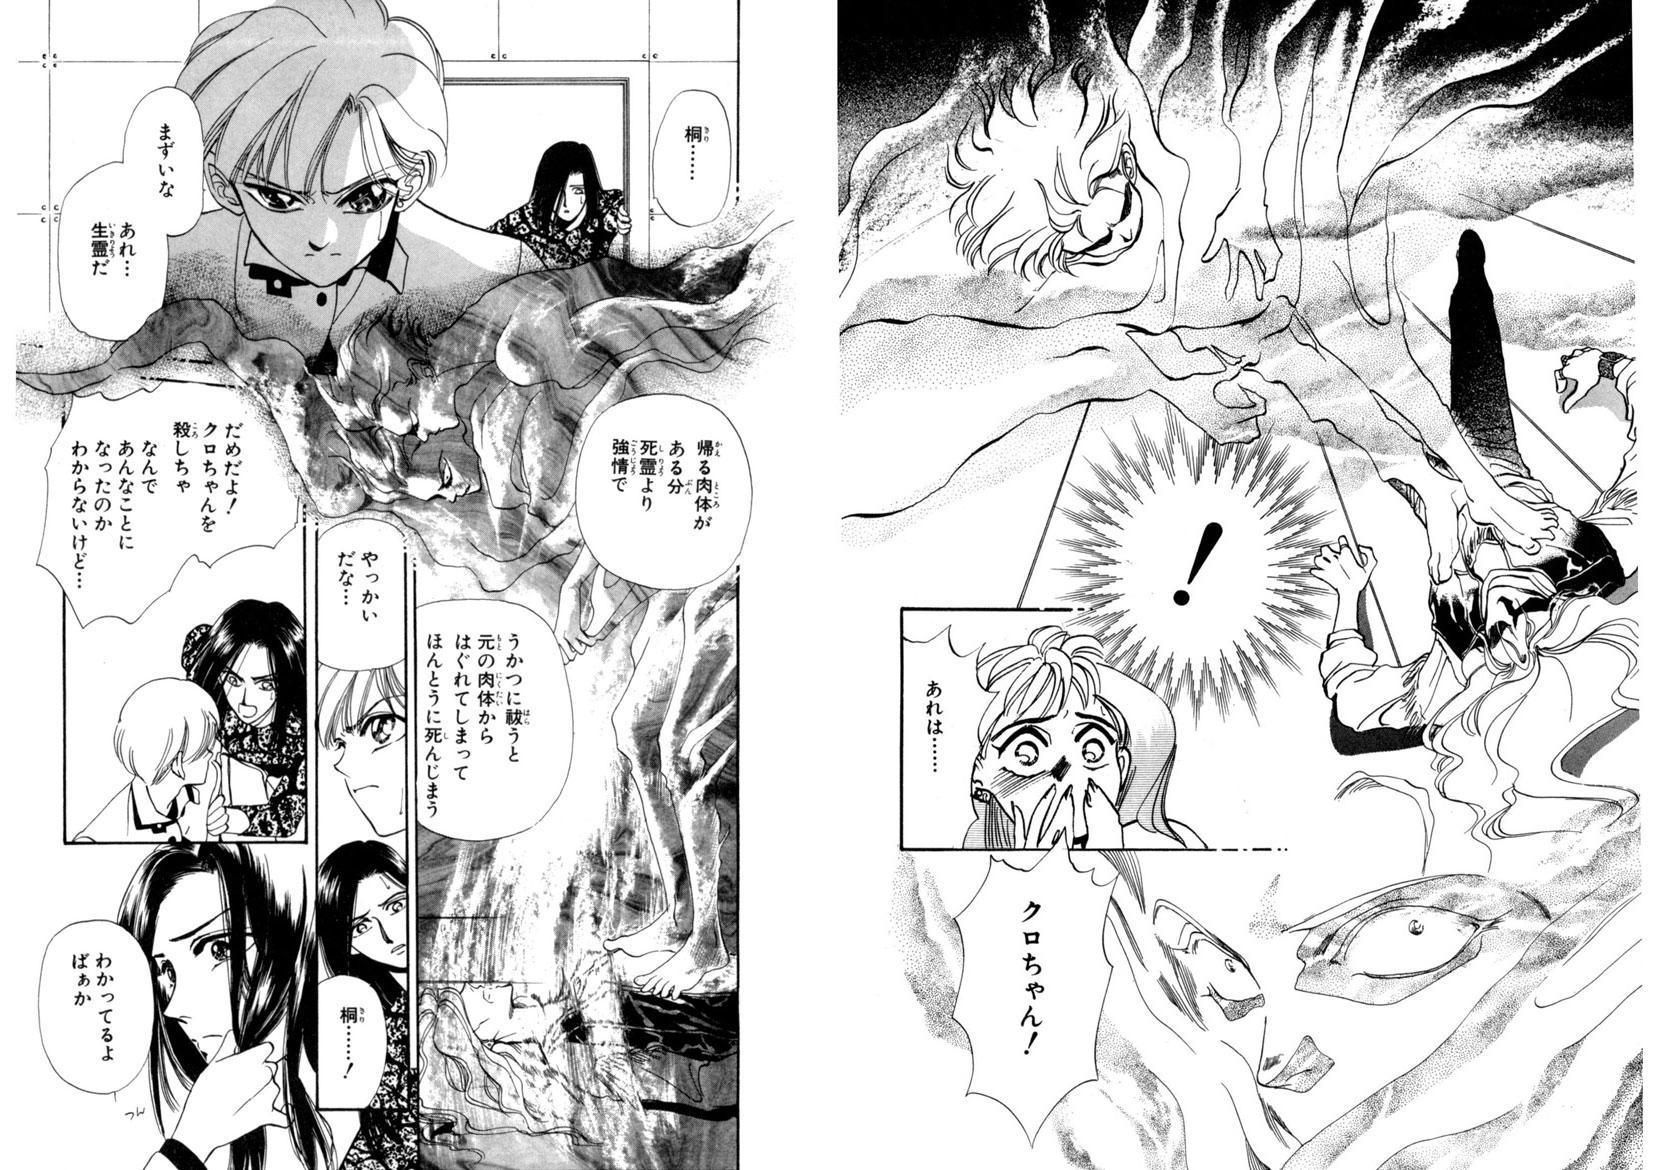 ！
あれは……
クロちゃん！
桐……
まずいな
あれ…
生霊だ
帰る肉体が
ある分
死霊より
強情で
うかつに祓うと
元の肉体から
はぐれてしまって
ほんとうに死んじまう
やっかい
だな…
だめだよ！
クロちゃんを
殺しちゃ
なんで
あんなことに
なったのか
わからないけど…
桐……！
わかってるよ
ばぁか
つん